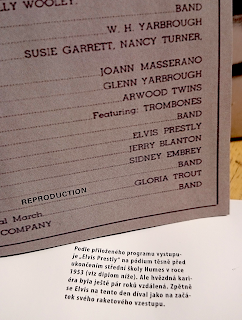 LLY WOOLEY.
BAND
W. H. YARBROUGH
SUSIE GARRETT, NANCY TURNER,
JOANN MASSERANO
GLENN YARBROUGH
ARWOOD TWINS
Featuring: TROMBONES
BAND
ELVIS PRESTLY
JERRY BLANTON
SIDNEY EMBREY
BAND
GLORIA TROUT
BAND
REPRODUCTION
al March
COMPANY
Podle přiloženého programu vystupu-
je „Elvis Prestly" na pódium těsně před
ukončením střední školy Humes v roce
1953 (viz diplom níže). Ale hvězdná kari-
éra byla ještě pár roků vzdálená. Zpětně
se Elvis na tento den díval jako na začá-
tek svého raketového vzestupu.